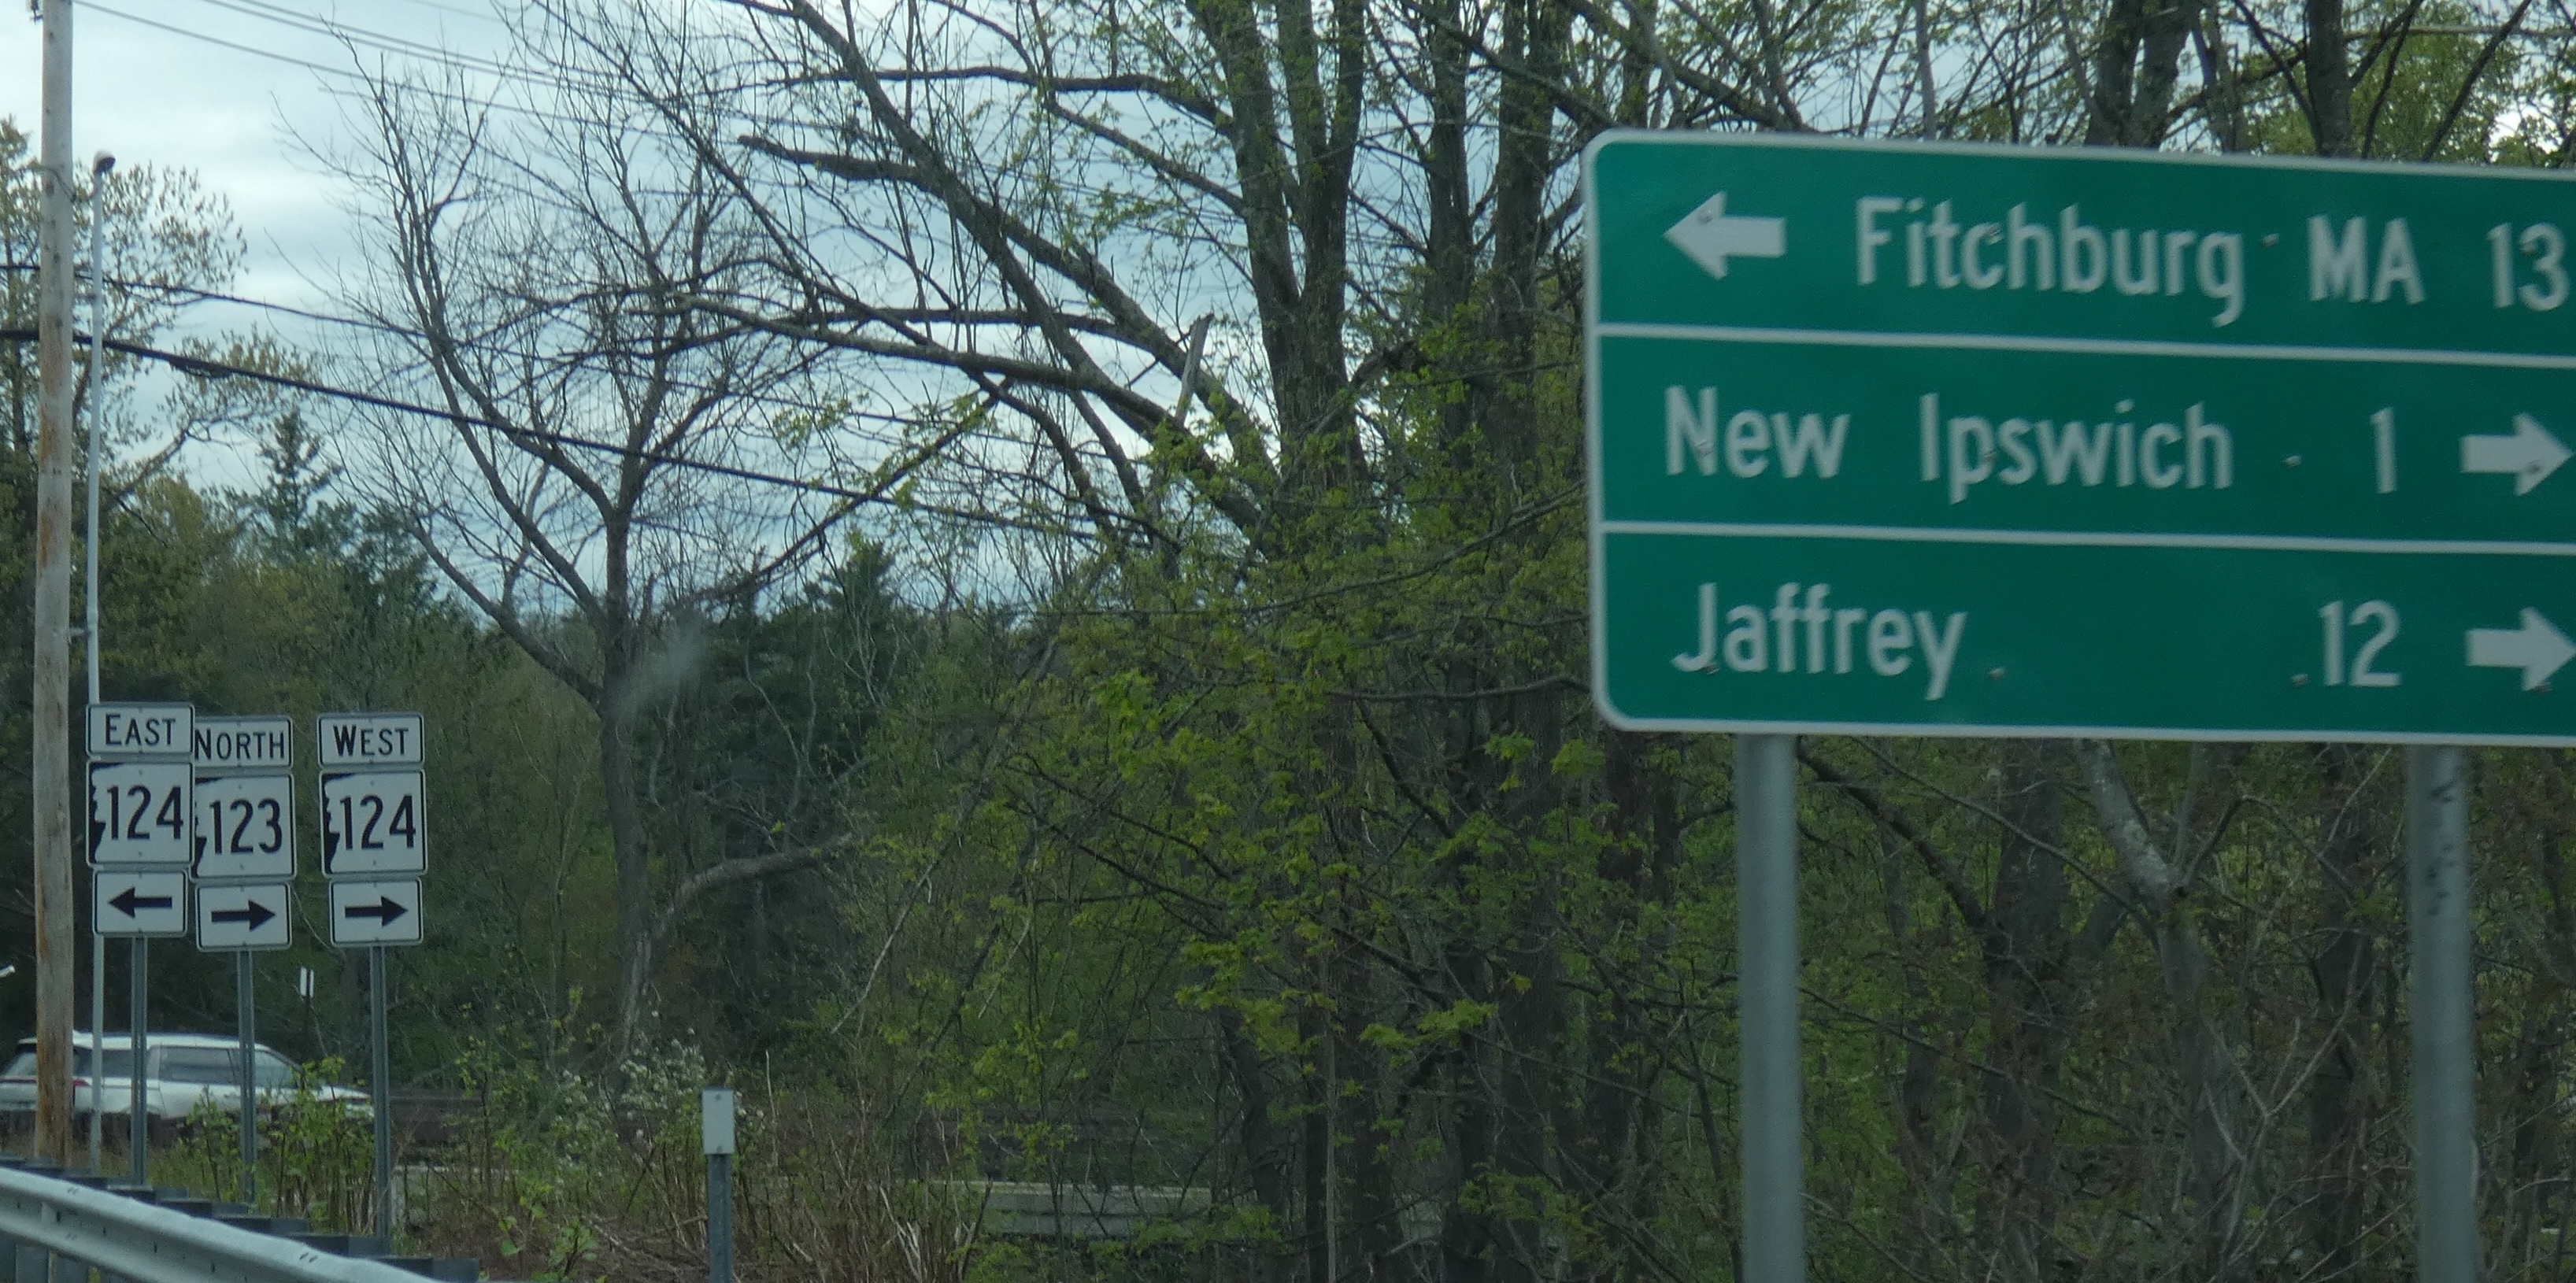 EAST
124
NORTH
123
WEST
124
Fitchburg MA 13
New Ipswich 1
Jaffrey 12